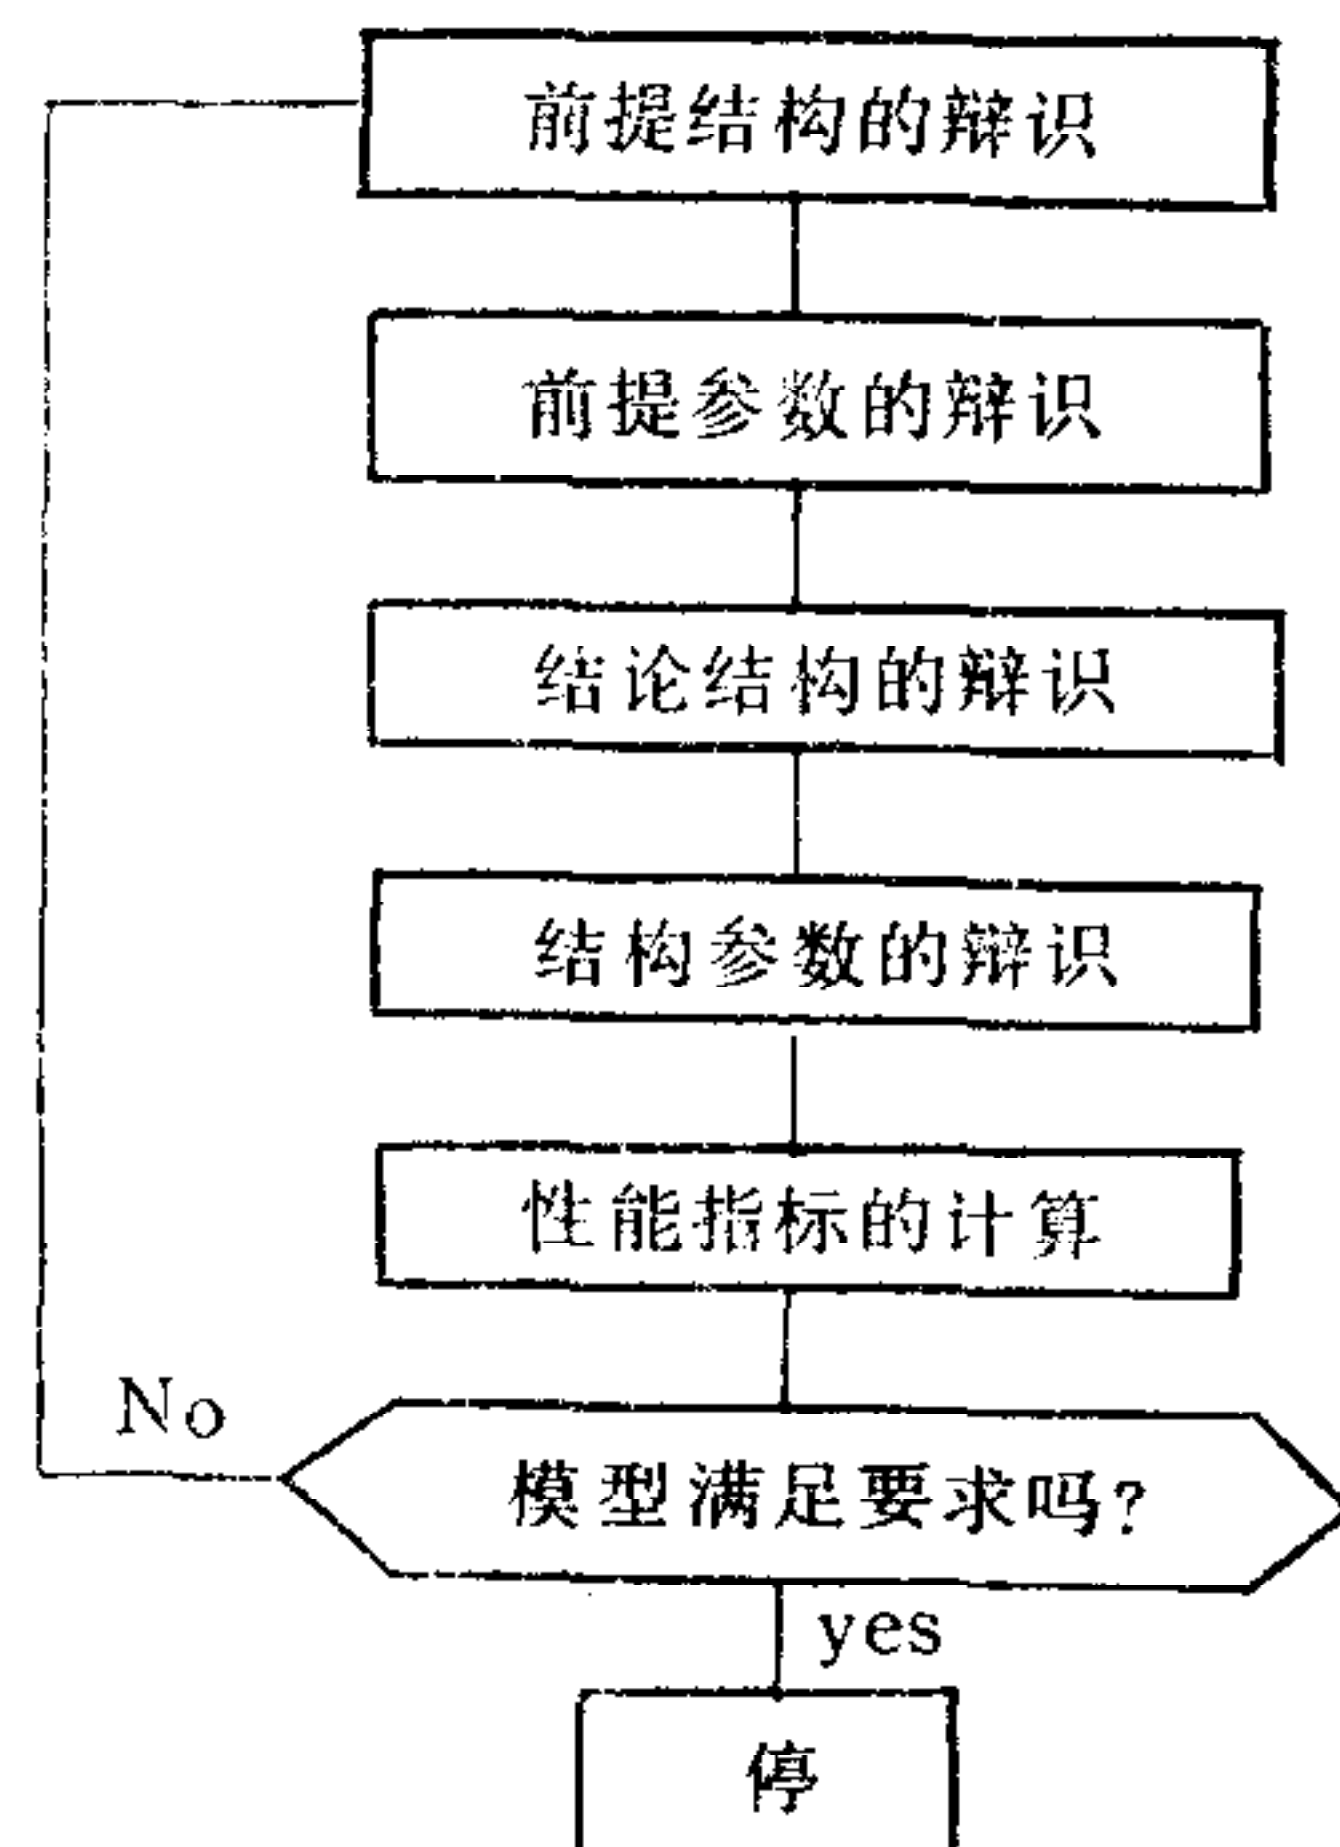 前提结构的辩识
前提参数的辩识
结论结构的辩识
结构参数的辩识
性能指标的计算
No
模型满足要求吗?
yes
停